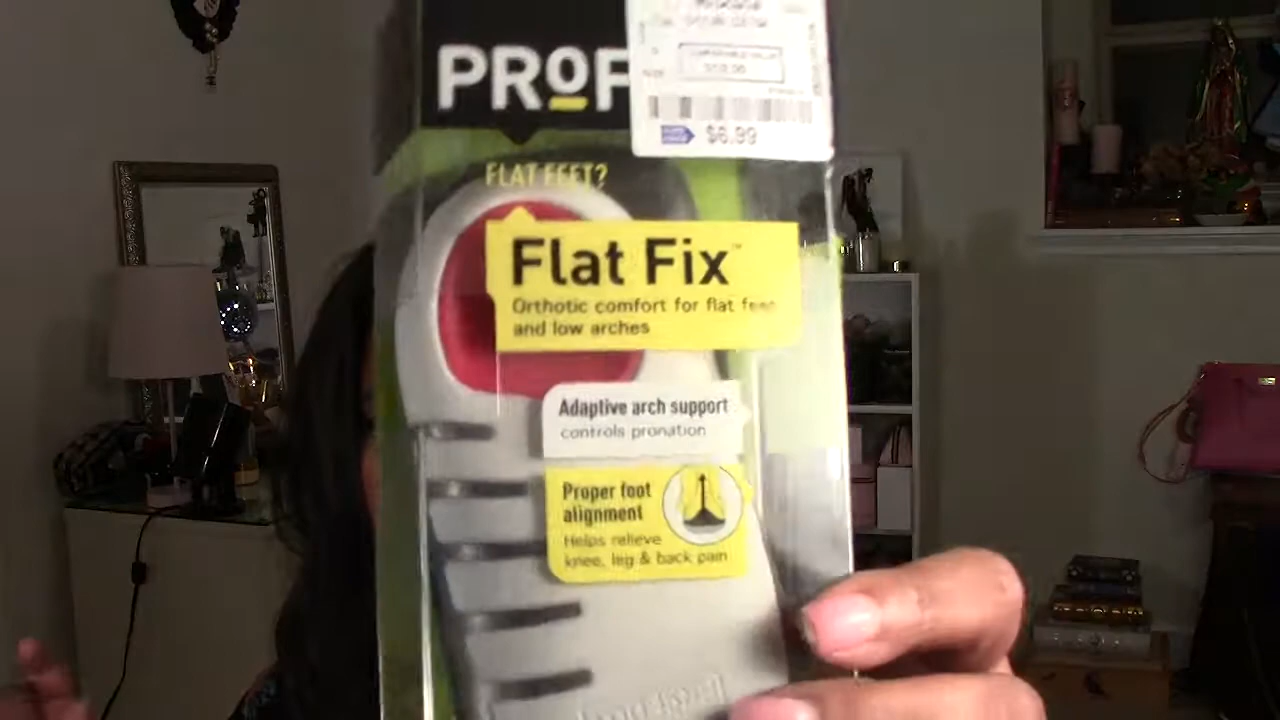 PROF
$6.99
FLAT FEET?
Flat Fix™
Orthotic comfort for flat feet
and low arches
Adaptive arch support
controls pronation
Proper foot
alignment
Helps relieve
knee, leg & back pain